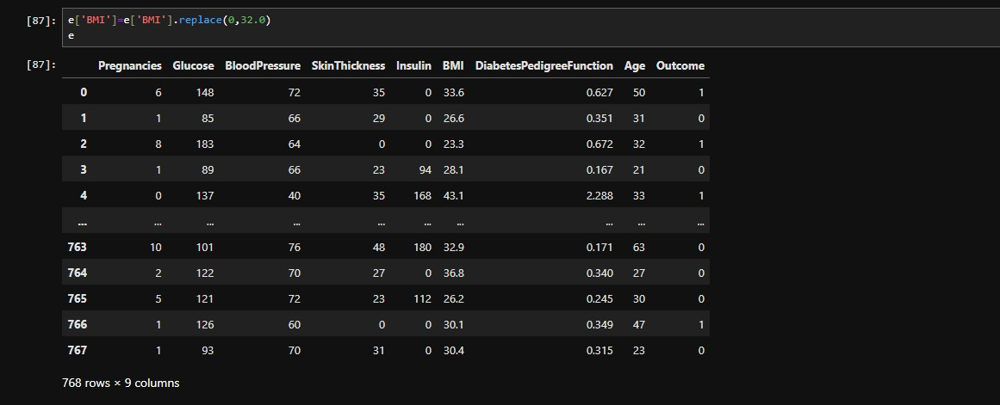 [87]: e['BMI']=e['BMI'].replace(0,32.0)
e
[87]: Pregnancies Glucose BloodPressure SkinThickness Insulin BMI DiabetesPedigreeFunction Age Outcome
0 6 148 72 35 0 33.6 0.627 50 1
1 1 85 66 29 0 26.6 0.351 31 0
2 8 183 64 0 0 23.3 0.672 32 1
3 1 89 66 23 94 28.1 0.167 21 0
4 0 137 40 35 168 43.1 2.288 33 1
... ... ... ... ... ... ... ... ... ...
763 10 101 76 48 180 32.9 0.171 63 0
764 2 122 70 27 0 36.8 0.340 27 0
765 5 121 72 23 112 26.2 0.245 30 0
766 1 126 60 0 0 30.1 0.349 47 1
767 1 93 70 31 0 30.4 0.315 23 0
768 rows × 9 columns